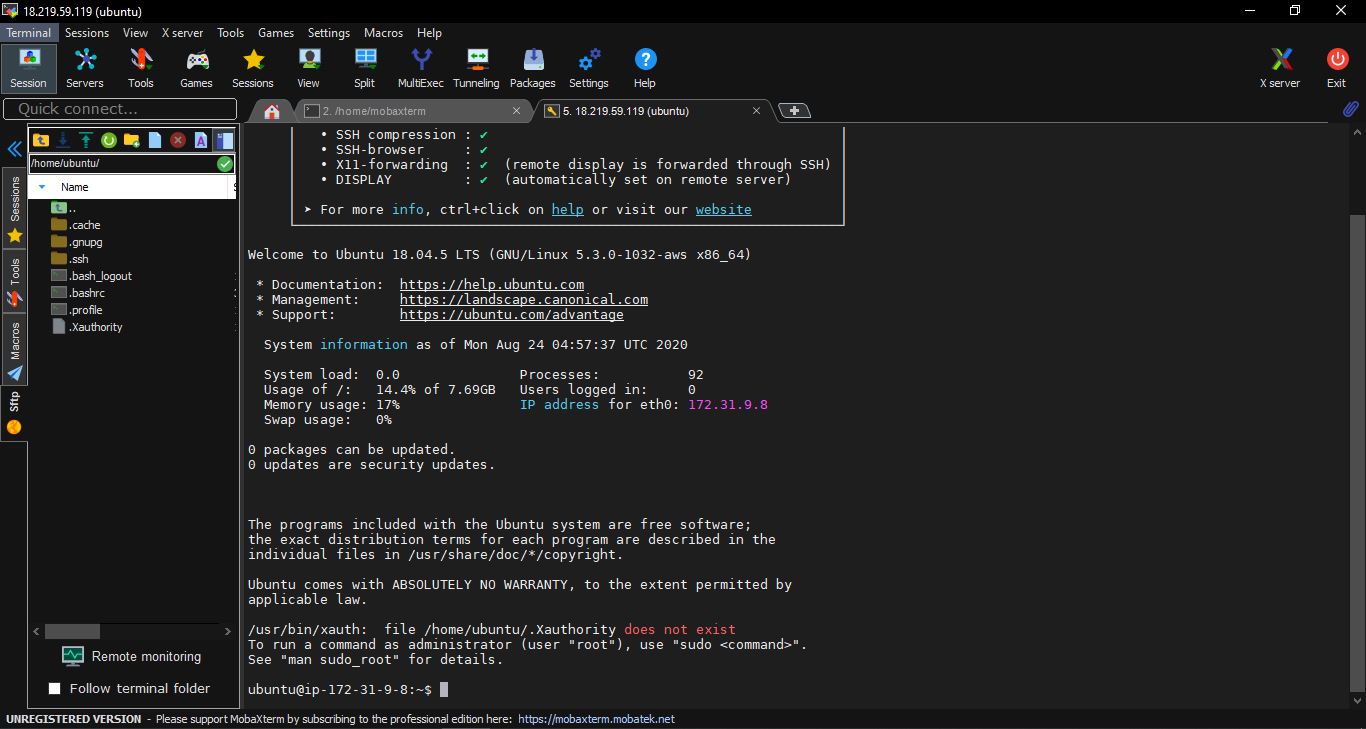 18.219.59.119 (ubuntu)
Terminal Sessions View X server Tools Games Settings Macros Help
Session Servers Tools Games Sessions View Split MultiExec Tunneling Packages Settings Help X server Exit
Quick connect...
2. /home/mobaxterm
5. 18.219.59.119 (ubuntu)
/home/ubuntu/
Name
..
.cache
.gnupg
.ssh
.bash_logout
.bashrc
.profile
.Xauthority
Sessions
Tools
Macros
Sftp
Remote monitoring
Follow terminal folder
• SSH compression : ✔
• SSH-browser : ✔
• X11-forwarding : ✔ (remote display is forwarded through SSH)
• DISPLAY : ✔ (automatically set on remote server)
➤ For more info, ctrl+click on help or visit our website
Welcome to Ubuntu 18.04.5 LTS (GNU/Linux 5.3.0-1032-aws x86_64)
* Documentation: https://help.ubuntu.com
* Management: https://landscape.canonical.com
* Support: https://ubuntu.com/advantage
System information as of Mon Aug 24 04:57:37 UTC 2020
System load: 0.0 Processes: 92
Usage of /: 14.4% of 7.69GB Users logged in: 0
Memory usage: 17% IP address for eth0: 172.31.9.8
Swap usage: 0%
0 packages can be updated.
0 updates are security updates.
The programs included with the Ubuntu system are free software;
the exact distribution terms for each program are described in the
individual files in /usr/share/doc/*/copyright.
Ubuntu comes with ABSOLUTELY NO WARRANTY, to the extent permitted by
applicable law.
/usr/bin/xauth: file /home/ubuntu/.Xauthority does not exist
To run a command as administrator (user "root"), use "sudo <command>".
See "man sudo_root" for details.
ubuntu@ip-172-31-9-8:~$
UNREGISTERED VERSION - Please support MobaXterm by subscribing to the professional edition here: https://mobaxterm.mobatek.net